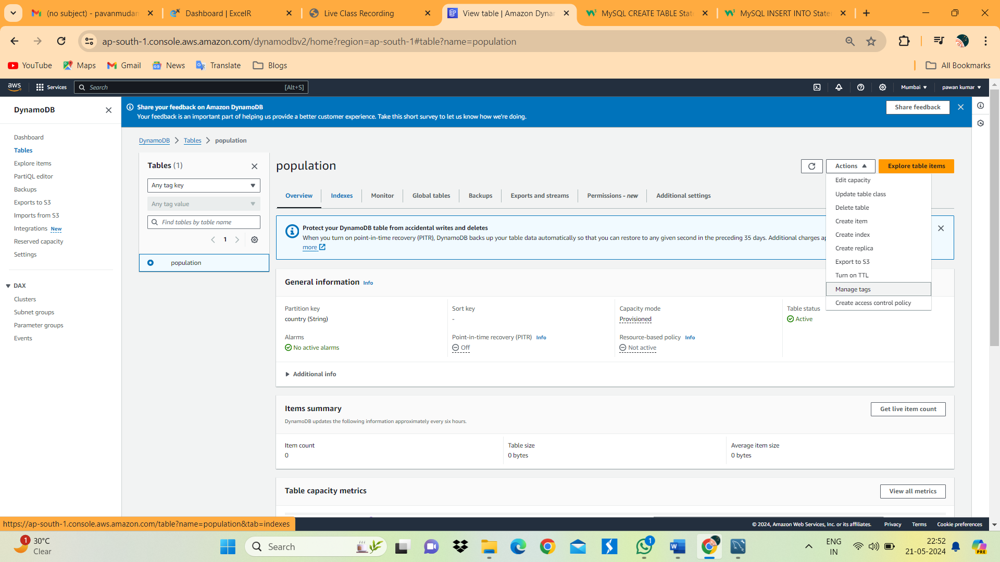 (no subject) - pavanmudan
Dashboard | ExcelR
Live Class Recording
View table | Amazon Dynam
MySQL CREATE TABLE Stat
MySQL INSERT INTO Stater
ap-south-1.console.aws.amazon.com/dynamodbv2/home?region=ap-south-1#table?name=population
YouTube
Maps
Gmail
News
Translate
Blogs
All Bookmarks
aws
Services
Search
[Alt+S]
Mumbai
pawan kumar
DynamoDB
Dashboard
Tables
Explore items
PartiQL editor
Backups
Exports to S3
Imports from S3
Integrations New
Reserved capacity
Settings
DAX
Clusters
Subnet groups
Parameter groups
Events
Share your feedback on Amazon DynamoDB
Your feedback is an important part of helping us provide a better customer experience. Take this short survey to let us know how we're doing.
Share feedback
DynamoDB
Tables
population
Tables (1)
Any tag key
Any tag value
Find tables by table name
1
population
population
Actions
Explore table items
Edit capacity
Update table class
Delete table
Create item
Create index
Create replica
Export to S3
Turn on TTL
Manage tags
Create access control policy
Overview
Indexes
Monitor
Global tables
Backups
Exports and streams
Permissions - new
Additional settings
Protect your DynamoDB table from accidental writes and deletes
When you turn on point-in-time recovery (PITR), DynamoDB backs up your table data automatically so that you can restore to any given second in the preceding 35 days. Additional charges ap
more
General information Info
Partition key
country (String)
Sort key
-
Capacity mode
Provisioned
Table status
Active
Alarms
No active alarms
Point-in-time recovery (PITR) Info
Off
Resource-based policy Info
Not active
Additional info
Items summary
DynamoDB updates the following information approximately every six hours.
Get live item count
Item count
0
Table size
0 bytes
Average item size
0 bytes
Table capacity metrics
View all metrics
https://ap-south-1.console.aws.amazon.com/table?name=population&tab=indexes
© 2024, Amazon Web Services, Inc. or its affiliates.
Privacy
Terms
Cookie preferences
1
30°C
Clear
Search
1
ENG
IN
22:52
21-05-2024
PRE